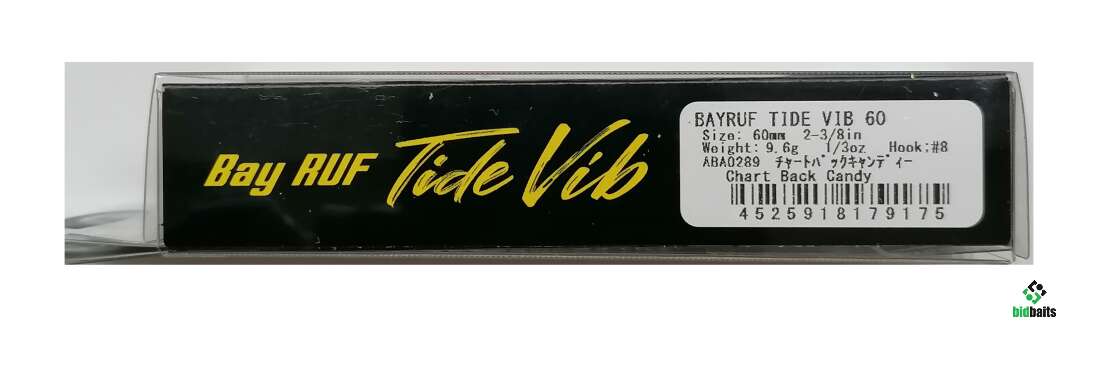 Bay RUF Tide Vib
BAYRUF TIDE VIB 60
Size: 60mm 2-3/8in
Weight: 9.6g 1/3oz Hook:#8
ABA0289 ﾁｬｰﾄﾊﾞｯｸｷｬﾝﾃﾞｨｰ
Chart Back Candy
4525918179175
bidbaits